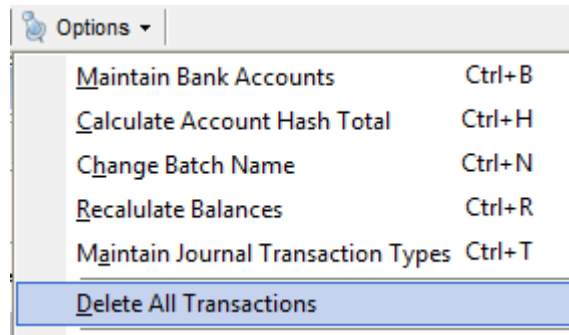 Options
Maintain Bank Accounts Ctrl+B
Calculate Account Hash Total Ctrl+H
Change Batch Name Ctrl+N
Recalulate Balances Ctrl+R
Maintain Journal Transaction Types Ctrl+T
Delete All Transactions